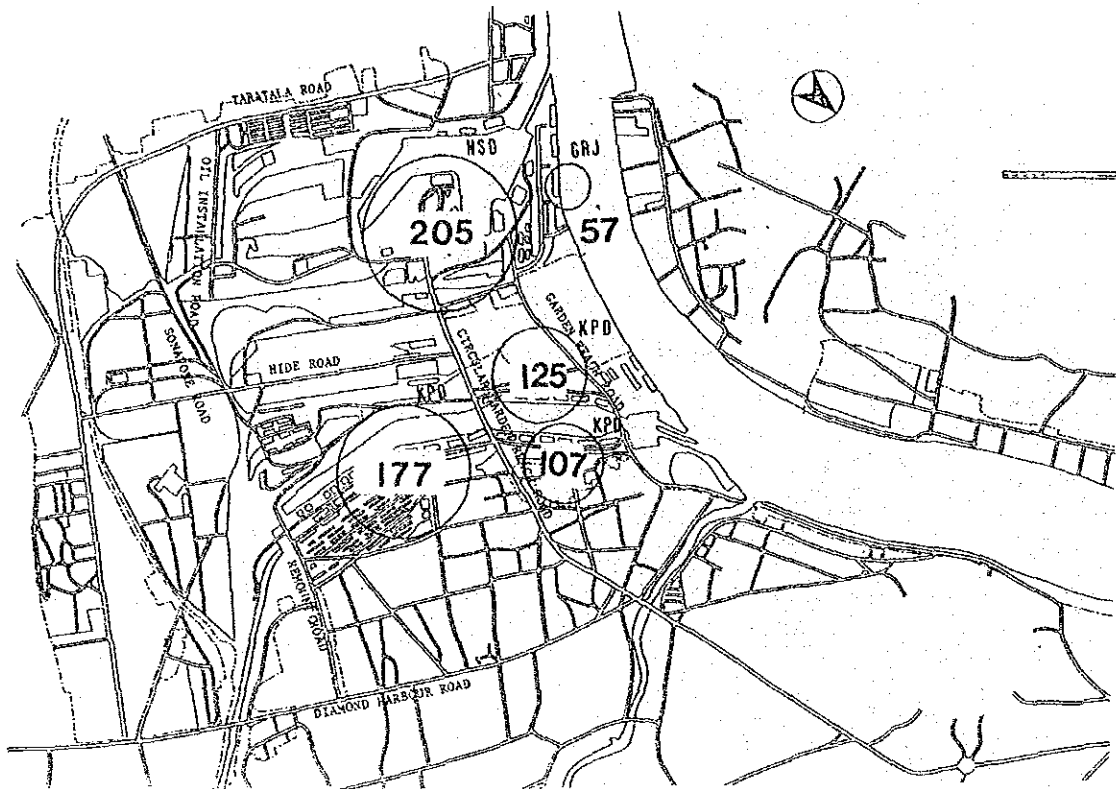 TARATALA ROAD
NSD
GRJ
OIL INSTALLATION ROAD
205
57
GARDEN REACH ROAD
KPD
SONAPORE ROAD
HIDE ROAD
CIRCULAR GARDEN
125
KPD
KPD
177
107
REMOUNT ROAD
DIAMOND HARBOUR ROAD